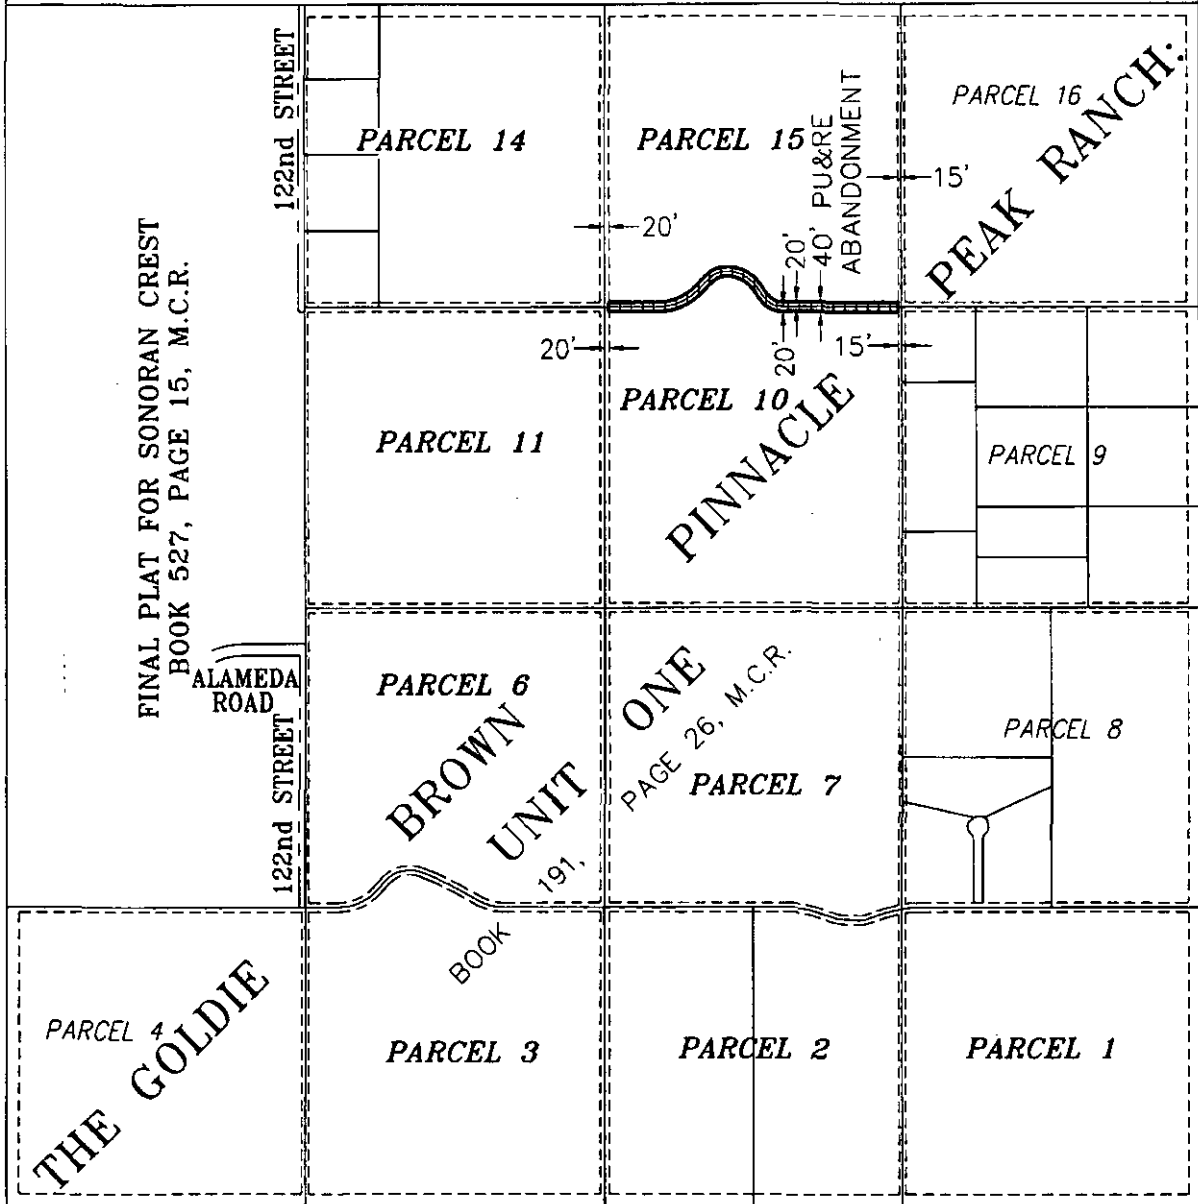 122nd STREET
PARCEL 14
PARCEL 15
PARCEL 16
40' PU&RE
ABANDONMENT
20'
15'
20'
20'
20'
15'
FINAL PLAT FOR SONORAN CREST
BOOK 527, PAGE 15, M.C.R.
PARCEL 11
PARCEL 10
PARCEL 9
ALAMEDA
ROAD
122nd STREET
PARCEL 6
PARCEL 7
PARCEL 8
THE GOLDIE
BROWN
PINNACLE
PEAK RANCH:
UNIT
ONE
BOOK
191,
PAGE 26, M.C.R.
PARCEL 4
PARCEL 3
PARCEL 2
PARCEL 1